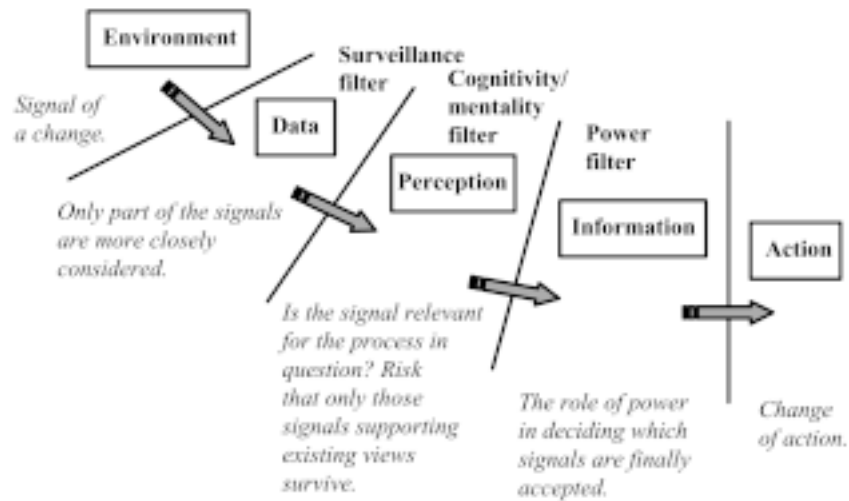 Environment
Signal of
a change.
Surveillance
filter
Data
Only part of the signals
are more closely
considered.
Cognitivity/
mentality
filter
Perception
Is the signal relevant
for the process in
question? Risk
that only those
signals supporting
existing views
survive.
Power
filter
Information
The role of power
in deciding which
signals are finally
accepted.
Action
Change
of action.